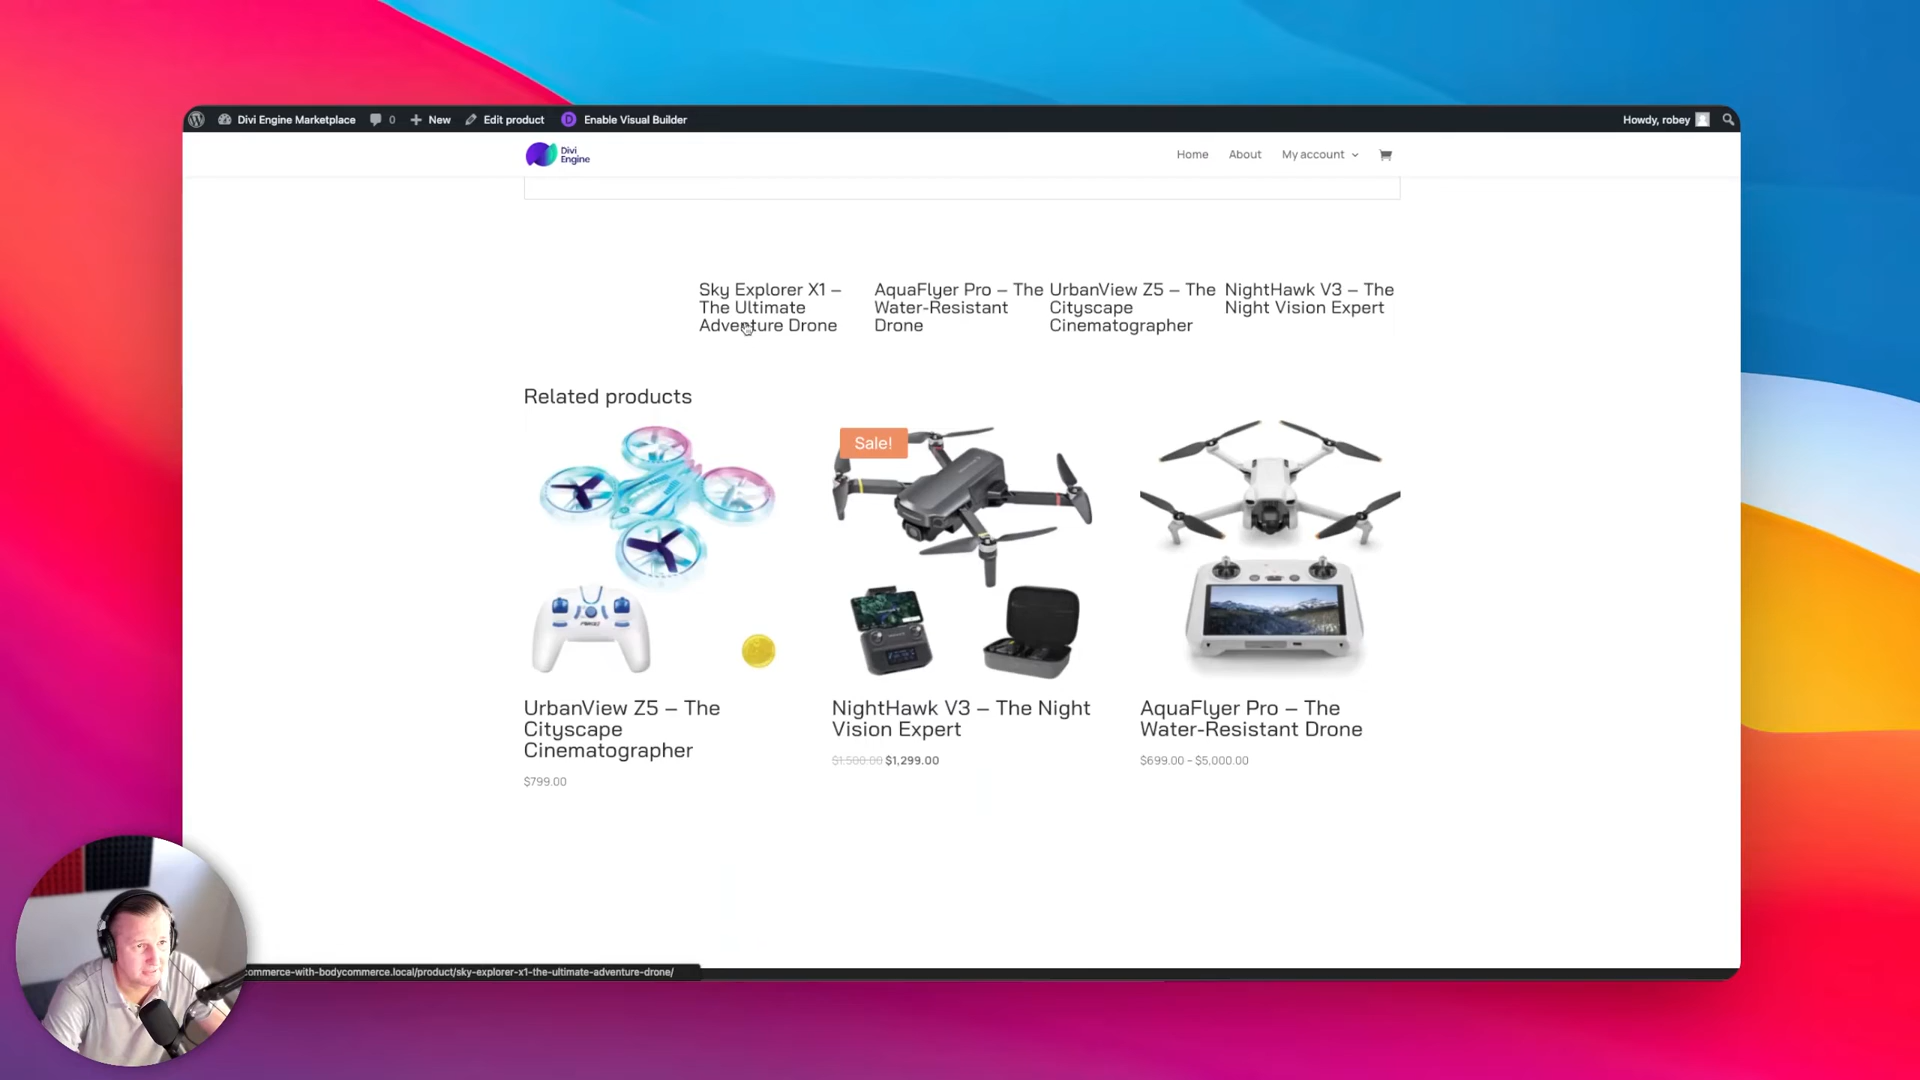 Divi Engine Marketplace 0 New Edit product Enable Visual Builder Howdy, robey
Divi
Engine
Home About My account
Sky Explorer X1 –
The Ultimate
Adventure Drone
AquaFlyer Pro – The
Water-Resistant
Drone
UrbanView Z5 – The
Cityscape
Cinematographer
NightHawk V3 – The
Night Vision Expert
Related products
Sale!
UrbanView Z5 – The
Cityscape
Cinematographer
$799.00
NightHawk V3 – The Night
Vision Expert
$1,500.00 $1,299.00
AquaFlyer Pro – The
Water-Resistant Drone
$699.00 - $5,000.00
commerce-with-bodycommerce.local/product/sky-explorer-x1-the-ultimate-adventure-drone/